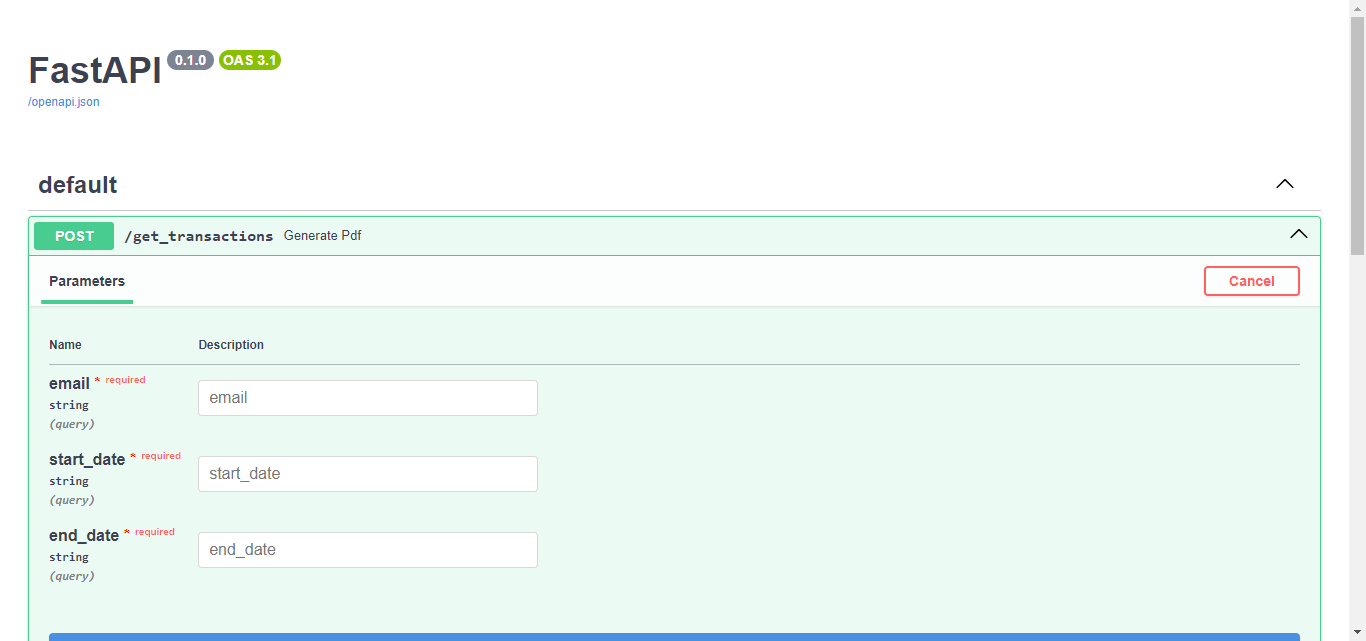 FastAPI 0.1.0 OAS 3.1
/openapi.json
default
POST /get_transactions Generate Pdf
Parameters Cancel
Name Description
email * required
string
(query)
email
start_date * required
string
(query)
start_date
end_date * required
string
(query)
end_date